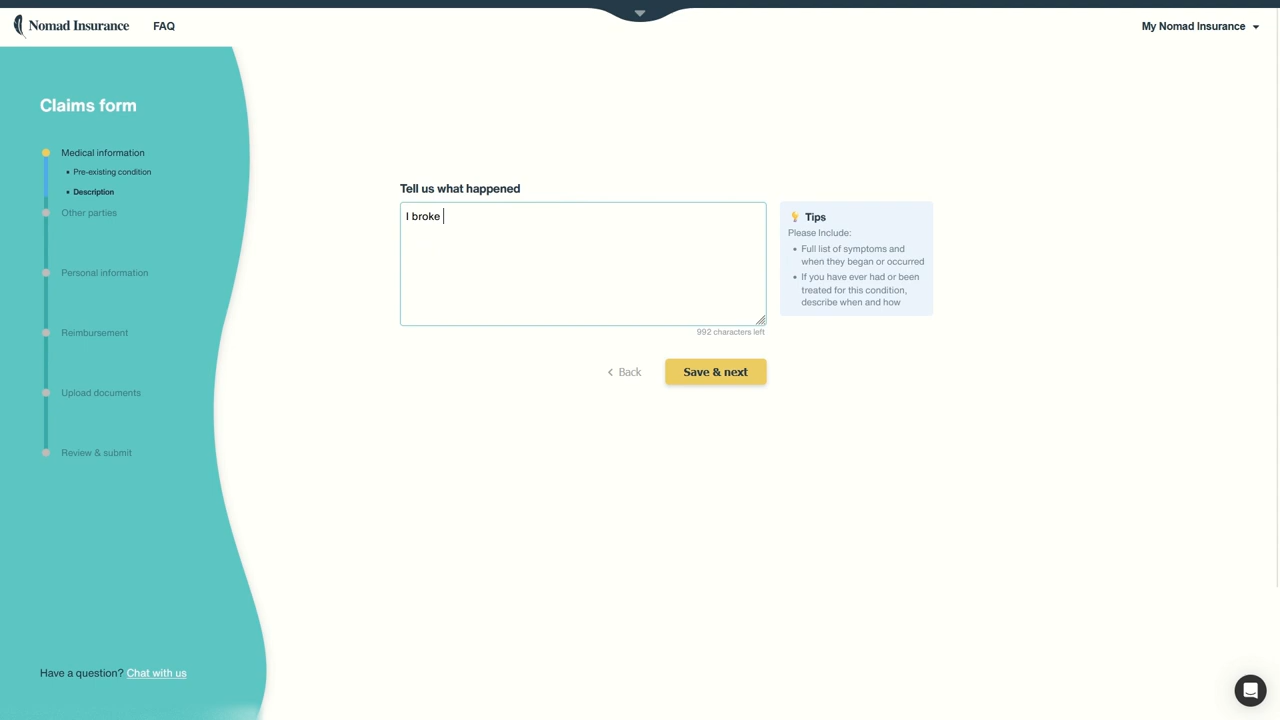 Nomad Insurance
FAQ
My Nomad Insurance
Claims form
Medical information
Pre-existing condition
Description
Other parties
Personal information
Reimbursement
Upload documents
Review & submit
Have a question? Chat with us
Tell us what happened
I broke
992 characters left
Back
Save & next
Tips
Please Include:
Full list of symptoms and
when they began or occurred
If you have ever had or been
treated for this condition,
describe when and how